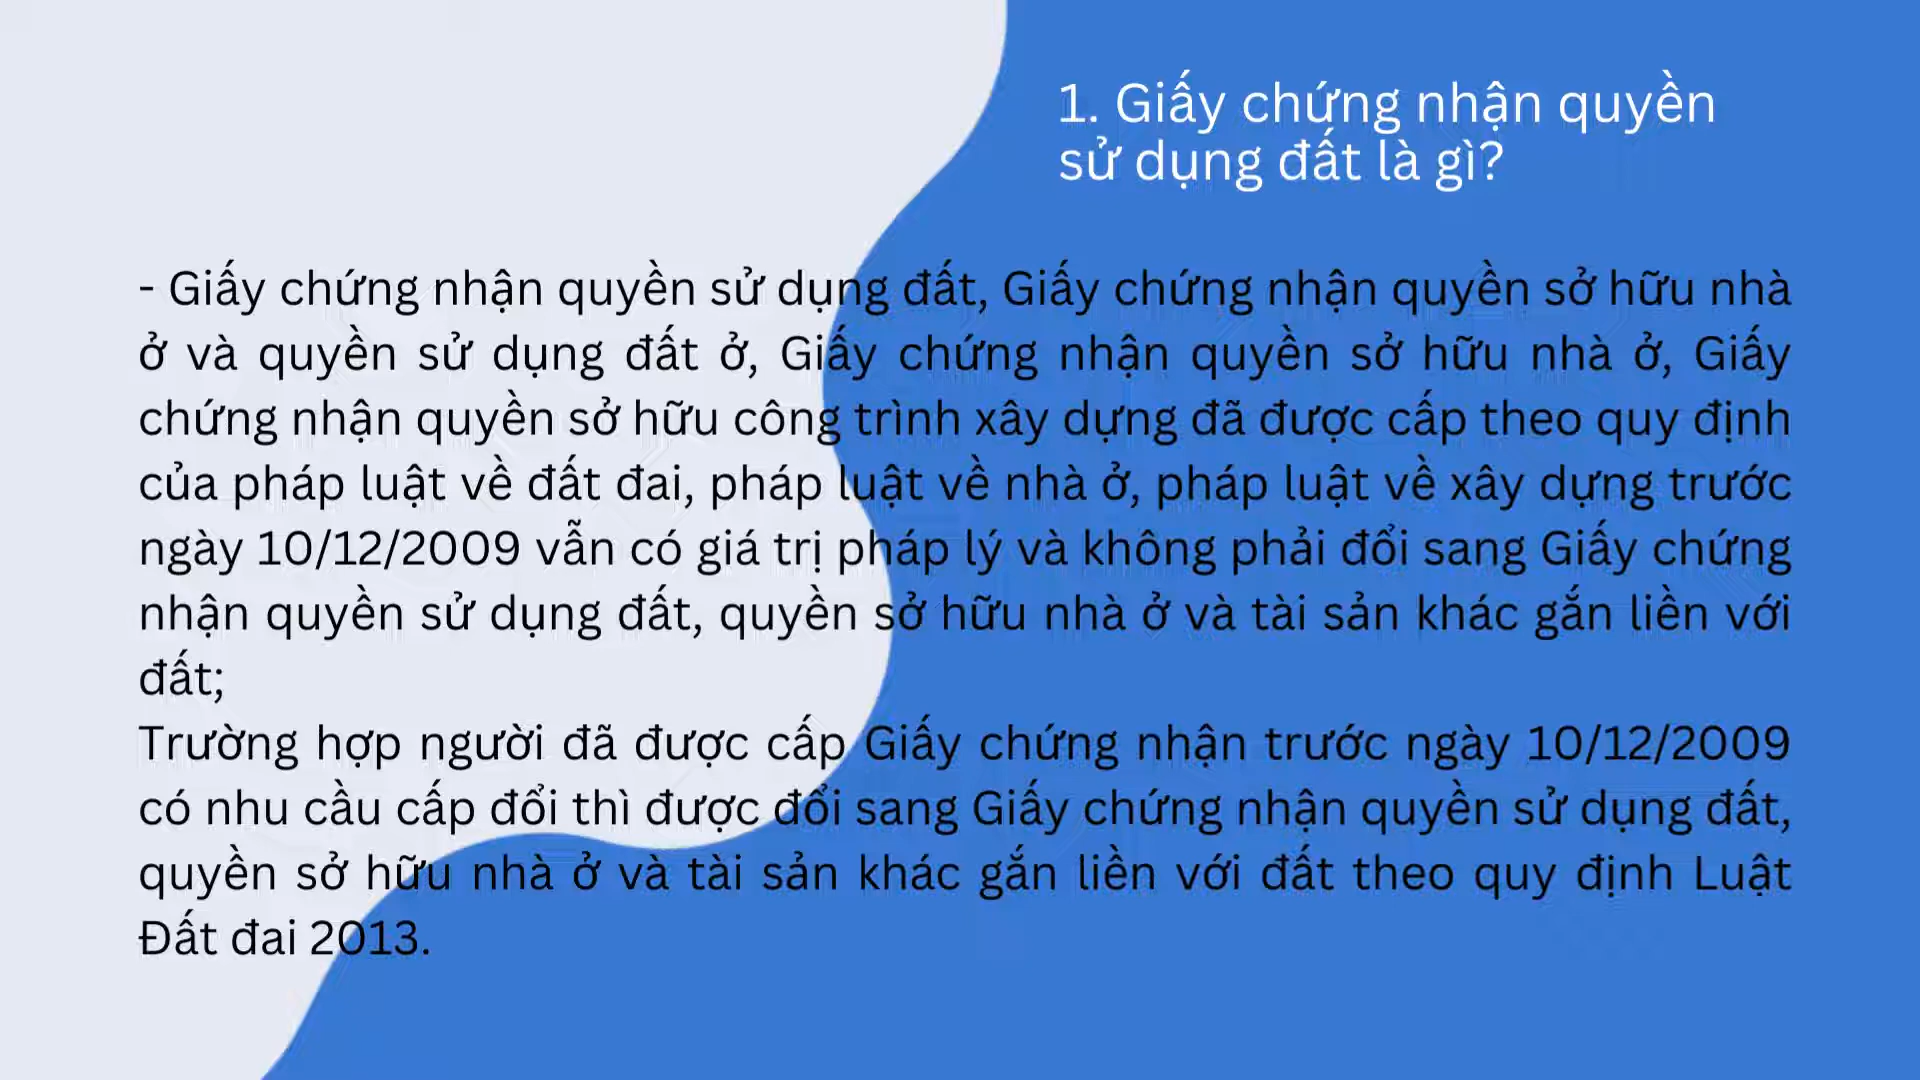 1. Giấy chứng nhận quyền
sử dụng đất là gì?
- Giấy chứng nhận quyền sử dụng đất, Giấy chứng nhận quyền sở hữu nhà
ở và quyền sử dụng đất ở, Giấy chứng nhận quyền sở hữu nhà ở, Giấy
chứng nhận quyền sở hữu công trình xây dựng đã được cấp theo quy định
của pháp luật về đất đai, pháp luật về nhà ở, pháp luật về xây dựng trước
ngày 10/12/2009 vẫn có giá trị pháp lý và không phải đổi sang Giấy chứng
nhận quyền sử dụng đất, quyền sở hữu nhà ở và tài sản khác gắn liền với
đất;
Trường hợp người đã được cấp Giấy chứng nhận trước ngày 10/12/2009
có nhu cầu cấp đổi thì được đổi sang Giấy chứng nhận quyền sử dụng đất,
quyền sở hữu nhà ở và tài sản khác gắn liền với đất theo quy định Luật
Đất đai 2013.